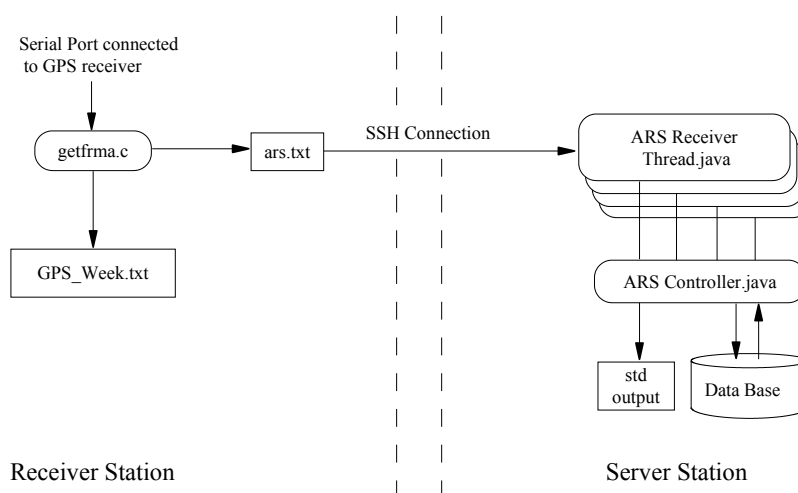 Serial Port connected
to GPS receiver
getfrma.c
ars.txt
SSH Connection
ARS Receiver
Thread.java
GPS_Week.txt
ARS Controller.java
std
output
Data Base
Receiver Station
Server Station